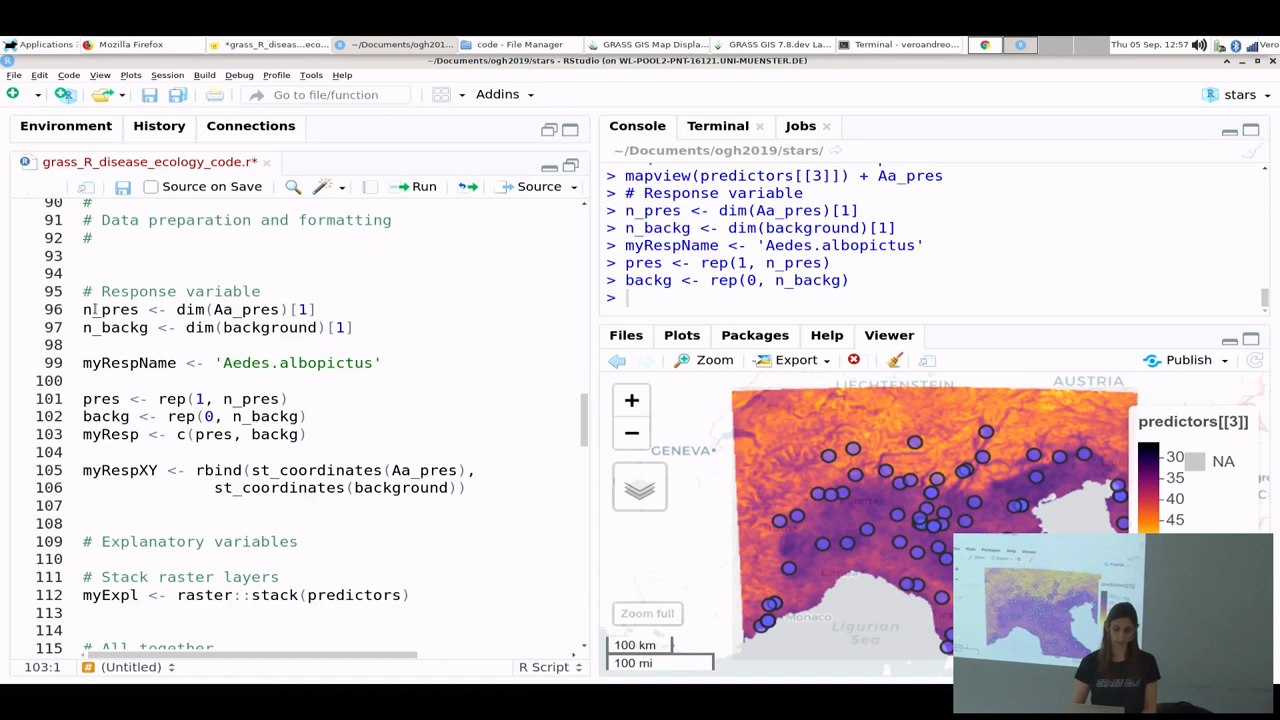 Applications
Mozilla Firefox
*grass_R_diseas...eco...
~/Documents/ogh201...
code - File Manager
GRASS GIS Map Displa...
GRASS GIS 7.8.dev La...
Terminal - veroandreo...
Thu 05 Sep, 12:57
Vero
~/Documents/ogh2019/stars - RStudio (on WL-POOL2-PNT-16121.UNI-MUENSTER.DE)
File Edit Code View Plots Session Build Debug Profile Tools Help
Go to file/function
Addins
stars
Environment History Connections
grass_R_disease_ecology_code.r*
Source on Save
Run
Source
90 #
91 # Data preparation and formatting
92 #
93
94
95 # Response variable
96 n_pres <- dim(Aa_pres)[1]
97 n_backg <- dim(background)[1]
98
99 myRespName <- 'Aedes.albopictus'
100
101 pres <- rep(1, n_pres)
102 backg <- rep(0, n_backg)
103 myResp <- c(pres, backg)
104
105 myRespXY <- rbind(st_coordinates(Aa_pres),
106 st_coordinates(background))
107
108
109 # Explanatory variables
110
111 # Stack raster layers
112 myExpl <- raster::stack(predictors)
113
114
115 # All together
103:1
(Untitled)
R Script
Console Terminal Jobs
~/Documents/ogh2019/stars/
> mapview(predictors[[3]]) + Aa_pres
> # Response variable
> n_pres <- dim(Aa_pres)[1]
> n_backg <- dim(background)[1]
> myRespName <- 'Aedes.albopictus'
> pres <- rep(1, n_pres)
> backg <- rep(0, n_backg)
>
Files Plots Packages Help Viewer
Zoom
Export
Publish
+
−
LIECHTENSTEIN
AUSTRIA
GENEVA
Monaco
Ligurian
Sea
predictors[[3]]
30
35
40
45
NA
Zoom full
100 km
100 mi